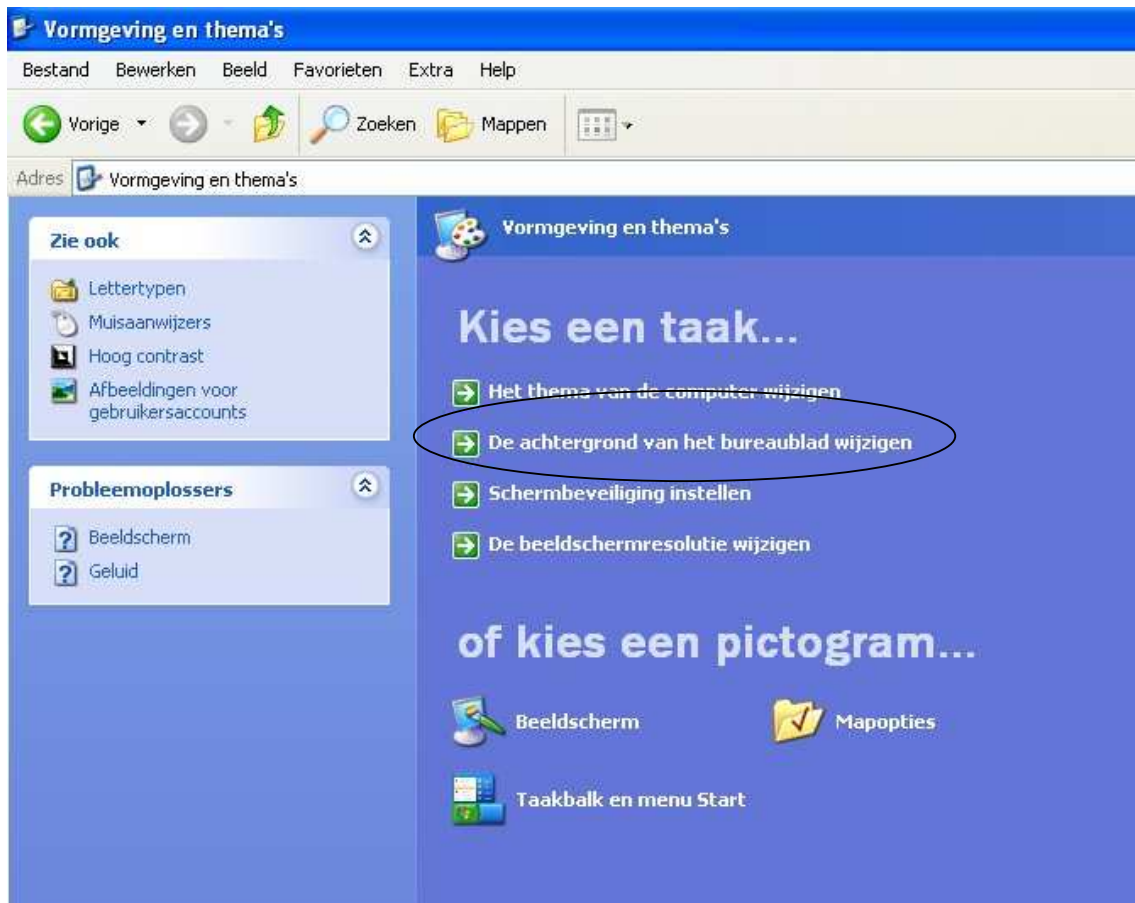 Vormgeving en thema's
Bestand Bewerken Beeld Favorieten Extra Help
Vorige Zoeken Mappen
Adres Vormgeving en thema's
Zie ook
Lettertypen
Muisaanwijzers
Hoog contrast
Afbeeldingen voor
gebruikersaccounts
Probleemoplossers
Beeldscherm
Geluid
Vormgeving en thema's
Kies een taak...
Het thema van de computer wijzigen
De achtergrond van het bureaublad wijzigen
Schermbeveiliging instellen
De beeldschermresolutie wijzigen
of kies een pictogram...
Beeldscherm Mapopties
Taakbalk en menu Start